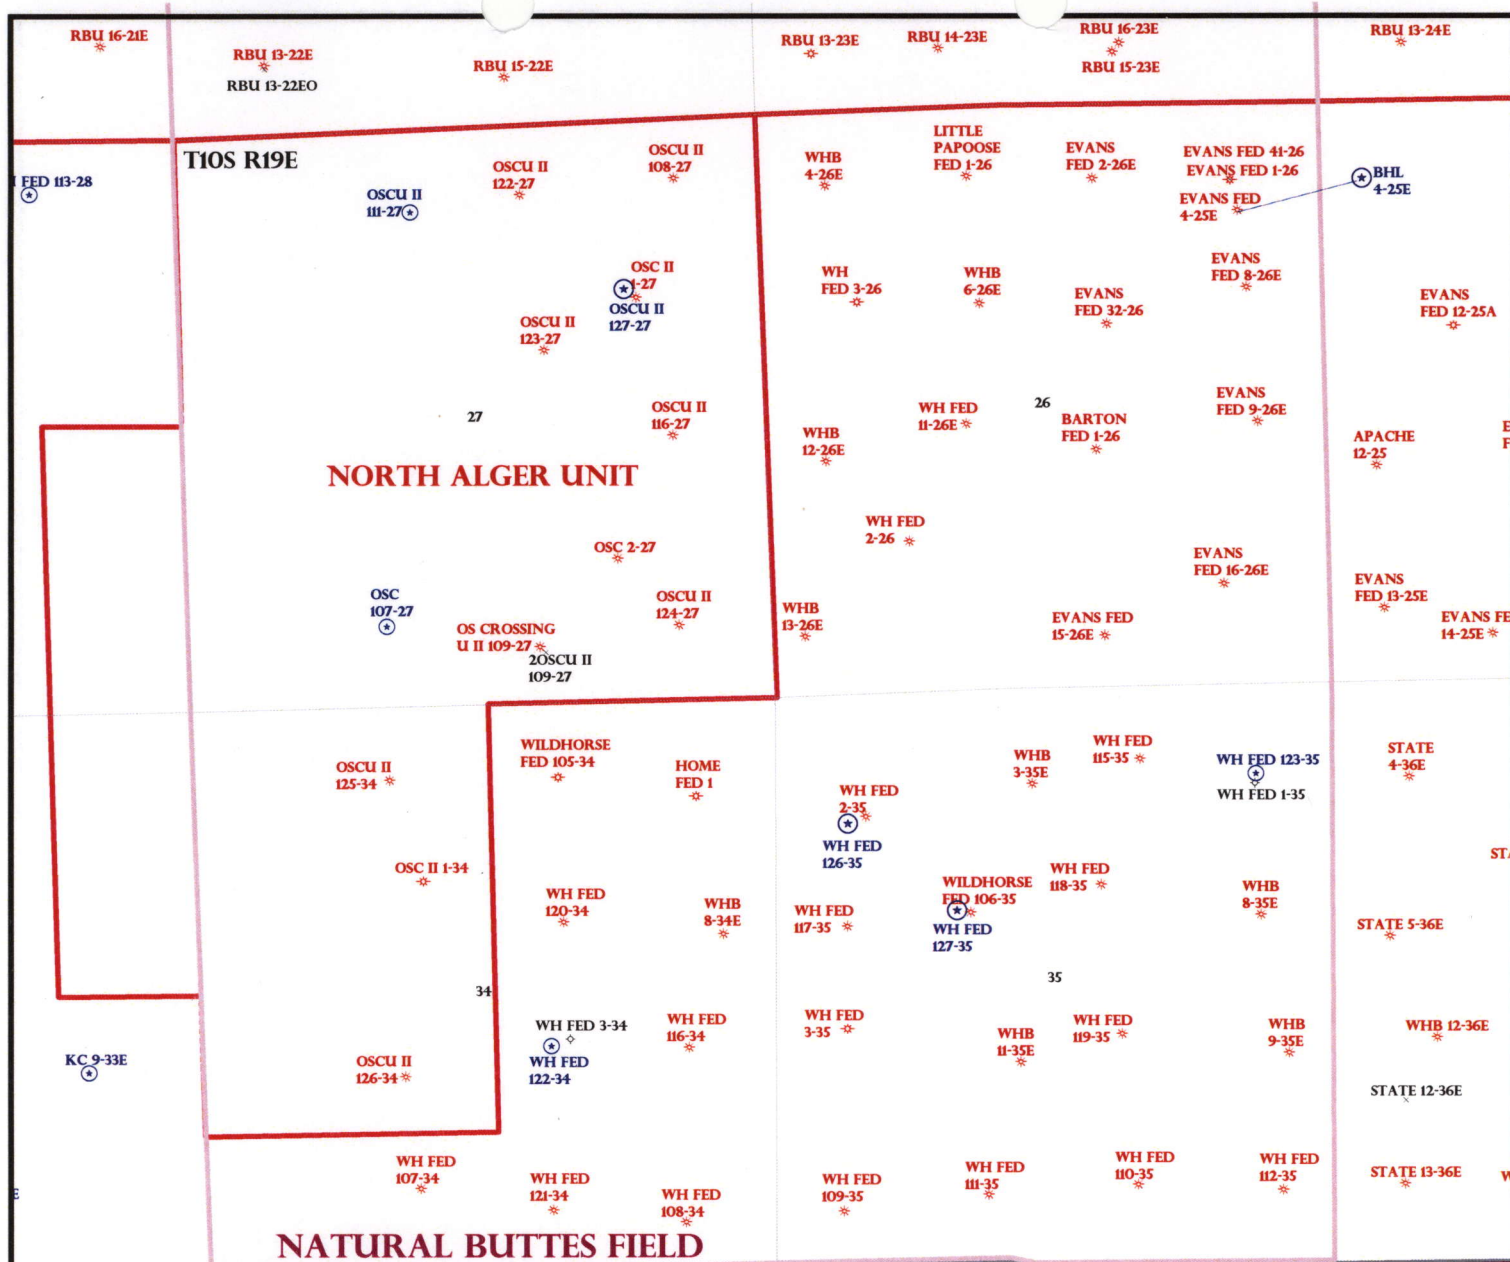 RBU 16-21E
RBU 13-22E
RBU 13-22EO
RBU 15-22E
RBU 13-23E
RBU 14-23E
RBU 16-23E
RBU 15-23E
RBU 13-24E
T10S R19E
FED 113-28
OSCU II
111-27
OSCU II
122-27
OSCU II
108-27
WHB
4-26E
LITTLE
PAPOOSE
FED 1-26
EVANS
FED 2-26E
EVANS FED 41-26
EVANS FED 1-26
EVANS FED
4-25E
BHL
4-25E
OSC II
1-27
OSCU II
127-27
OSCU II
123-27
WH
FED 3-26
WHB
6-26E
EVANS
FED 32-26
EVANS
FED 8-26E
EVANS
FED 12-25A
27
OSCU II
116-27
WHB
12-26E
WH FED
11-26E
26
BARTON
FED 1-26
EVANS
FED 9-26E
APACHE
12-25
NORTH ALGER UNIT
WH FED
2-26
OSC 2-27
EVANS
FED 16-26E
OSC
107-27
OS CROSSING
U II 109-27
2OSCU II
109-27
OSCU II
124-27
WHB
13-26E
EVANS FED
15-26E
EVANS
FED 13-25E
EVANS FE
14-25E
OSCU II
125-34
WILDHORSE
FED 105-34
HOME
FED 1
WH FED
2-35
WH FED
126-35
WHB
3-35E
WH FED
115-35
WH FED 123-35
WH FED 1-35
STATE
4-36E
OSC II 1-34
WH FED
120-34
WHB
8-34E
WH FED
117-35
WILDHORSE
FED 106-35
WH FED
127-35
WH FED
118-35
WHB
8-35E
STATE 5-36E
34
35
KC 9-33E
OSCU II
126-34
WH FED 3-34
WH FED
122-34
WH FED
116-34
WH FED
3-35
WHB
11-35E
WH FED
119-35
WHB
9-35E
WHB 12-36E
STATE 12-36E
WH FED
107-34
WH FED
121-34
WH FED
108-34
WH FED
109-35
WH FED
111-35
WH FED
110-35
WH FED
112-35
STATE 13-36E
NATURAL BUTTES FIELD